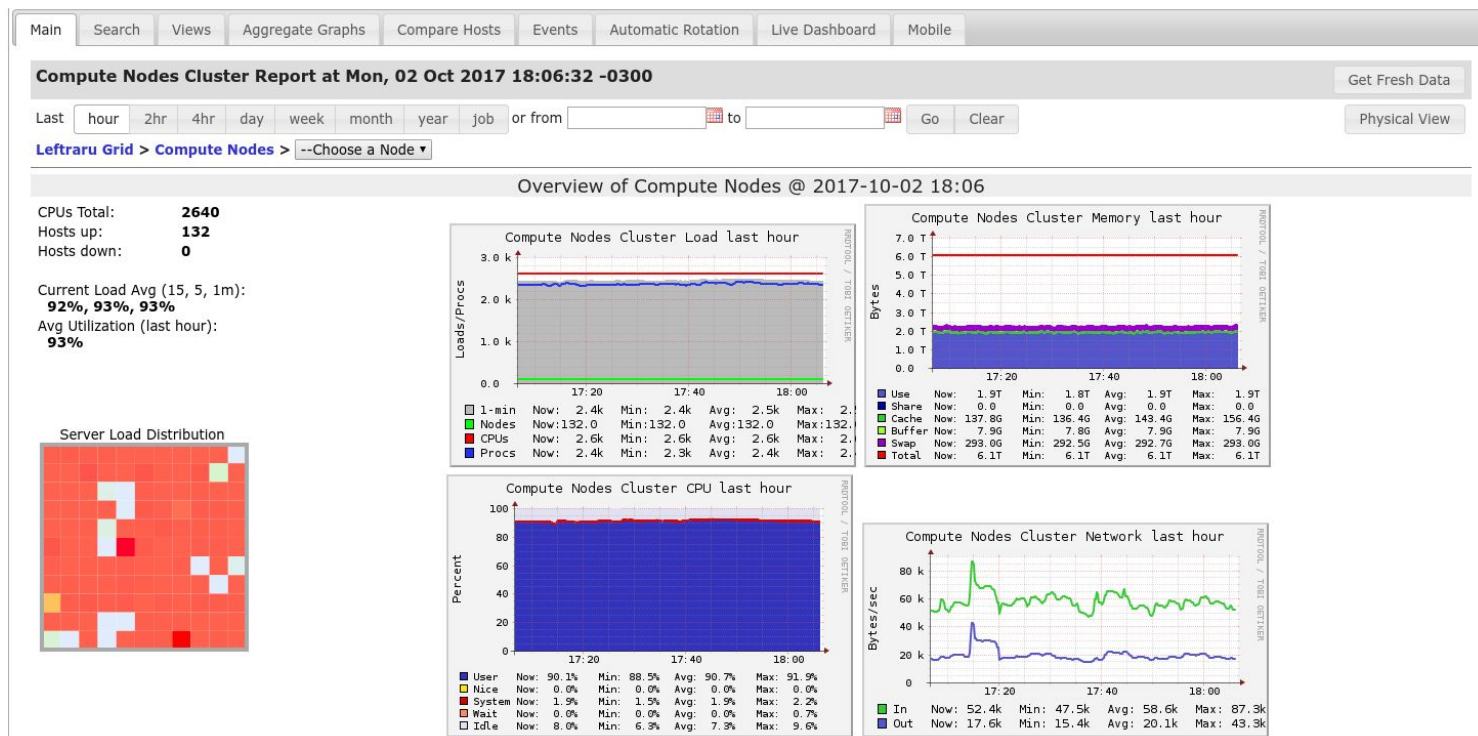 Main Search Views Aggregate Graphs Compare Hosts Events Automatic Rotation Live Dashboard Mobile
Compute Nodes Cluster Report at Mon, 02 Oct 2017 18:06:32 -0300
Get Fresh Data
Last hour 2hr 4hr day week month year job or from to Go Clear
Physical View
Leftraru Grid > Compute Nodes > --Choose a Node
Overview of Compute Nodes @ 2017-10-02 18:06
CPUs Total: 2640
Hosts up: 132
Hosts down: 0
Current Load Avg (15, 5, 1m):
92%, 93%, 93%
Avg Utilization (last hour):
93%
Server Load Distribution
Compute Nodes Cluster Load last hour
RRDTOOL / TOBI OETIKER
Loads/Procs
3.0 k
2.0 k
1.0 k
0.0
17:20 17:40 18:00
1-min Now: 2.4k Min: 2.4k Avg: 2.5k Max: 2.
Nodes Now:132.0 Min:132.0 Avg:132.0 Max:132.
CPUs Now: 2.6k Min: 2.6k Avg: 2.6k Max: 2.
Procs Now: 2.4k Min: 2.3k Avg: 2.4k Max: 2.
Compute Nodes Cluster Memory last hour
RRDTOOL / TOBI OETIKER
Bytes
7.0 T
6.0 T
5.0 T
4.0 T
3.0 T
2.0 T
1.0 T
0.0
17:20 17:40 18:00
Use Now: 1.9T Min: 1.8T Avg: 1.9T Max: 1.9T
Share Now: 0.0 Min: 0.0 Avg: 0.0 Max: 0.0
Cache Now: 137.8G Min: 136.4G Avg: 143.4G Max: 156.4G
Buffer Now: 7.9G Min: 7.8G Avg: 7.9G Max: 7.9G
Swap Now: 293.0G Min: 292.5G Avg: 292.7G Max: 293.0G
Total Now: 6.1T Min: 6.1T Avg: 6.1T Max: 6.1T
Compute Nodes Cluster CPU last hour
RRDTOOL / TOBI OETIKER
Percent
100
80
60
40
20
0
17:20 17:40 18:00
User Now: 90.1% Min: 88.5% Avg: 90.7% Max: 91.9%
Nice Now: 0.0% Min: 0.0% Avg: 0.0% Max: 0.0%
System Now: 1.9% Min: 1.5% Avg: 1.9% Max: 2.2%
Wait Now: 0.0% Min: 0.0% Avg: 0.0% Max: 0.7%
Idle Now: 8.0% Min: 6.3% Avg: 7.3% Max: 9.6%
Compute Nodes Cluster Network last hour
RRDTOOL / TOBI OETIKER
Bytes/sec
80 k
60 k
40 k
20 k
0
17:20 17:40 18:00
In Now: 52.4k Min: 47.5k Avg: 58.6k Max: 87.3k
Out Now: 17.6k Min: 15.4k Avg: 20.1k Max: 43.3k